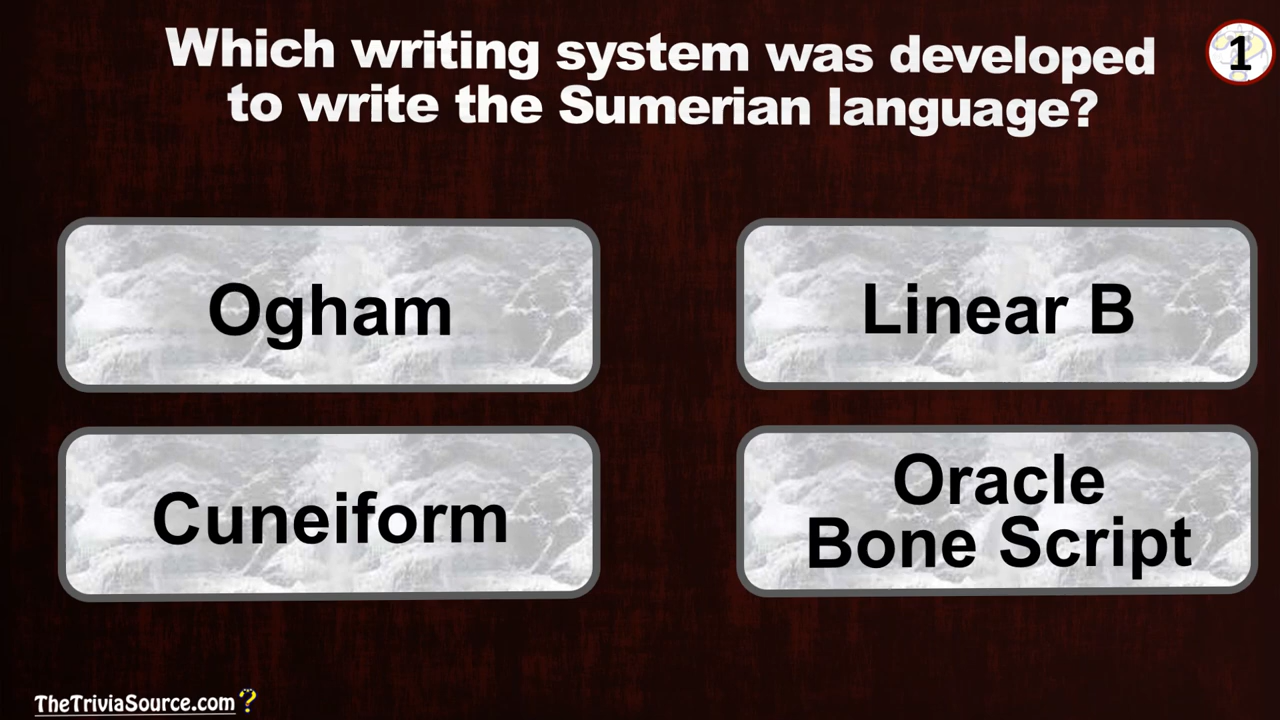 Which writing system was developed
to write the Sumerian language?
1
Ogham
Linear B
Cuneiform
Oracle
Bone Script
TheTriviaSource.com?